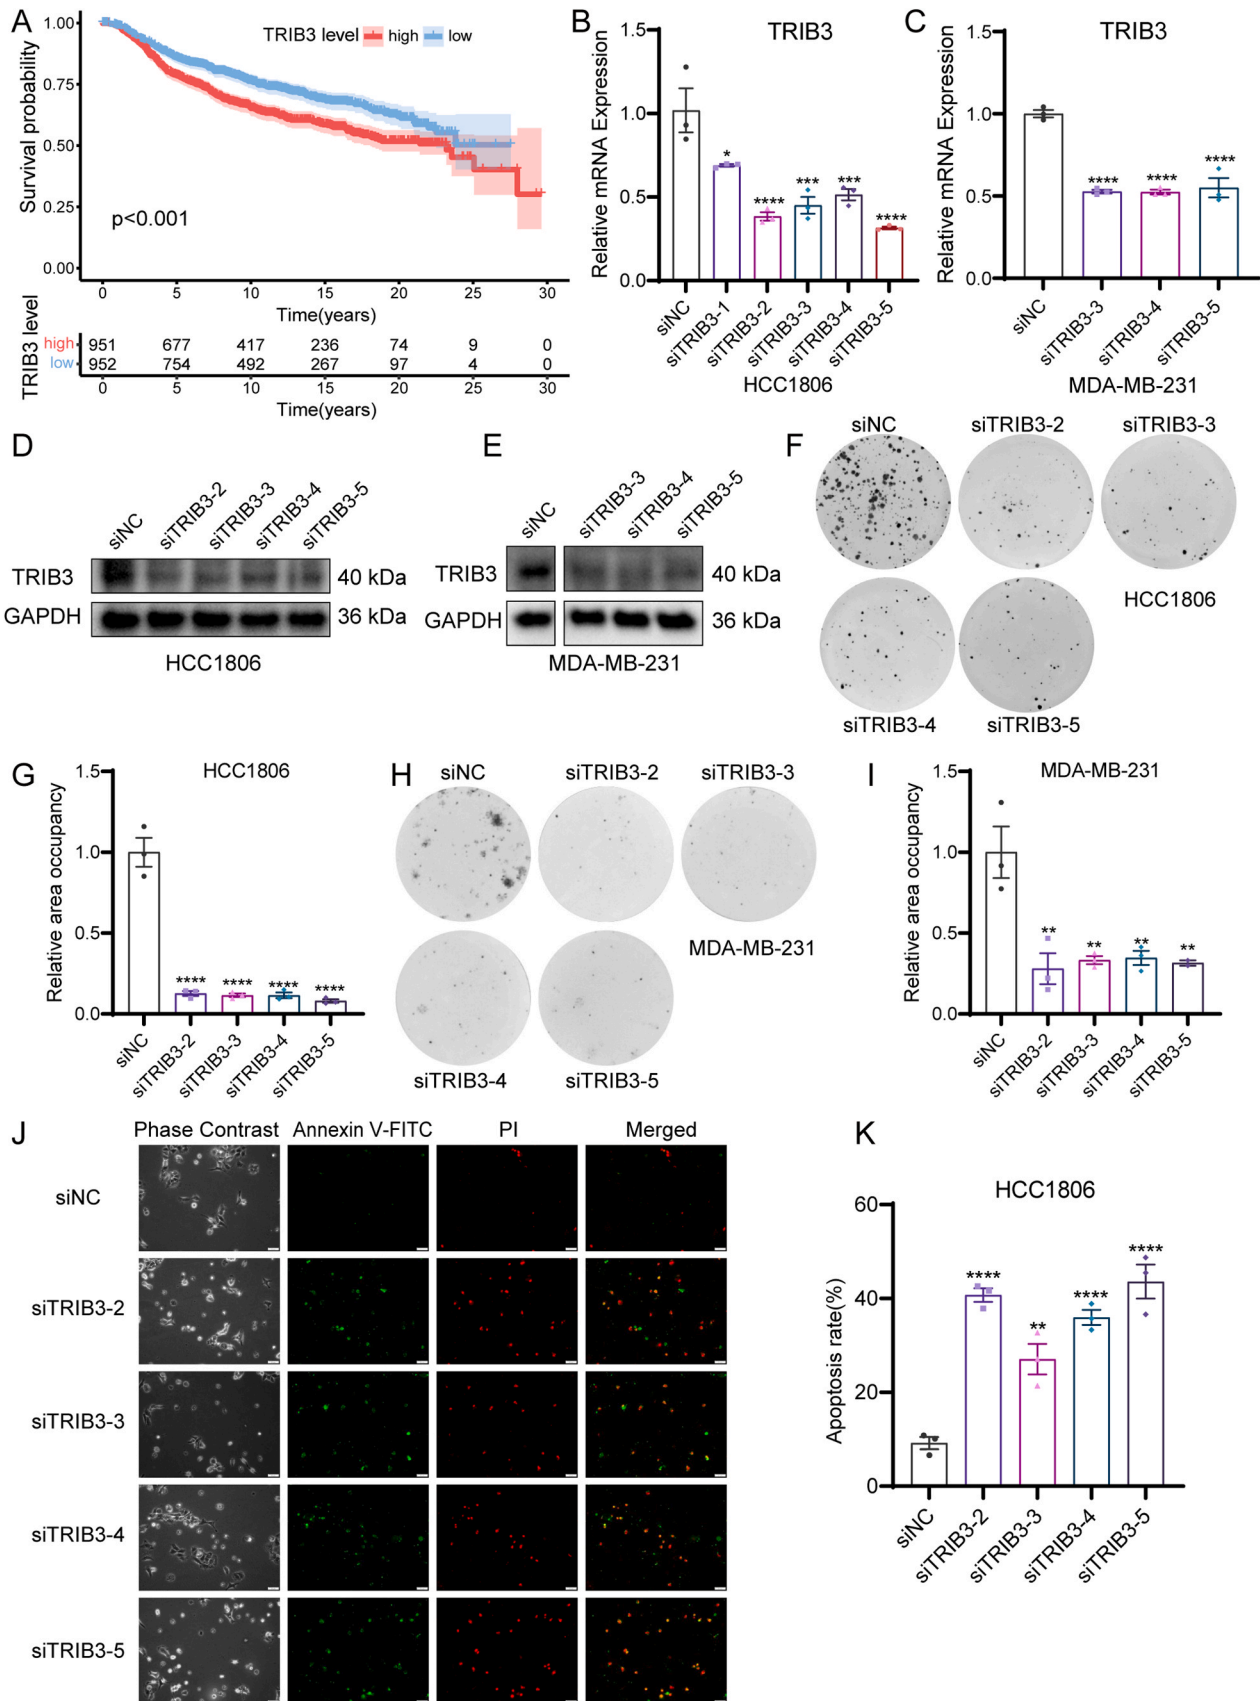 A
TRIB3 level high low
Survival probability
1.00
0.75
0.50
0.25
0.00
p<0.001
0 5 10 15 20 25 30
Time(years)
TRIB3 level
high 951 677 417 236 74 9 0
low 952 754 492 267 97 4 0
0 5 10 15 20 25 30
Time(years)
B
TRIB3
Relative mRNA Expression
1.5
1.0
0.5
0.0
* **** *** *** ****
siNC siTRIB3-1 siTRIB3-2 siTRIB3-3 siTRIB3-4 siTRIB3-5
HCC1806
C
TRIB3
Relative mRNA Expression
1.5
1.0
0.5
0.0
**** **** ****
siNC siTRIB3-3 siTRIB3-4 siTRIB3-5
MDA-MB-231
D
siNC siTRIB3-2 siTRIB3-3 siTRIB3-4 siTRIB3-5
TRIB3 40 kDa
GAPDH 36 kDa
HCC1806
E
siNC siTRIB3-3 siTRIB3-4 siTRIB3-5
TRIB3 40 kDa
GAPDH 36 kDa
MDA-MB-231
F
siNC siTRIB3-2 siTRIB3-3
HCC1806
siTRIB3-4 siTRIB3-5
G
HCC1806
Relative area occupancy
1.5
1.0
0.5
0.0
**** **** **** ****
siNC siTRIB3-2 siTRIB3-3 siTRIB3-4 siTRIB3-5
H
siNC siTRIB3-2 siTRIB3-3
MDA-MB-231
siTRIB3-4 siTRIB3-5
I
MDA-MB-231
Relative area occupancy
1.5
1.0
0.5
0.0
** ** ** **
siNC siTRIB3-2 siTRIB3-3 siTRIB3-4 siTRIB3-5
J
Phase Contrast Annexin V-FITC PI Merged
siNC
siTRIB3-2
siTRIB3-3
siTRIB3-4
siTRIB3-5
K
HCC1806
Apoptosis rate(%)
60
40
20
0
**** ** **** ****
siNC siTRIB3-2 siTRIB3-3 siTRIB3-4 siTRIB3-5